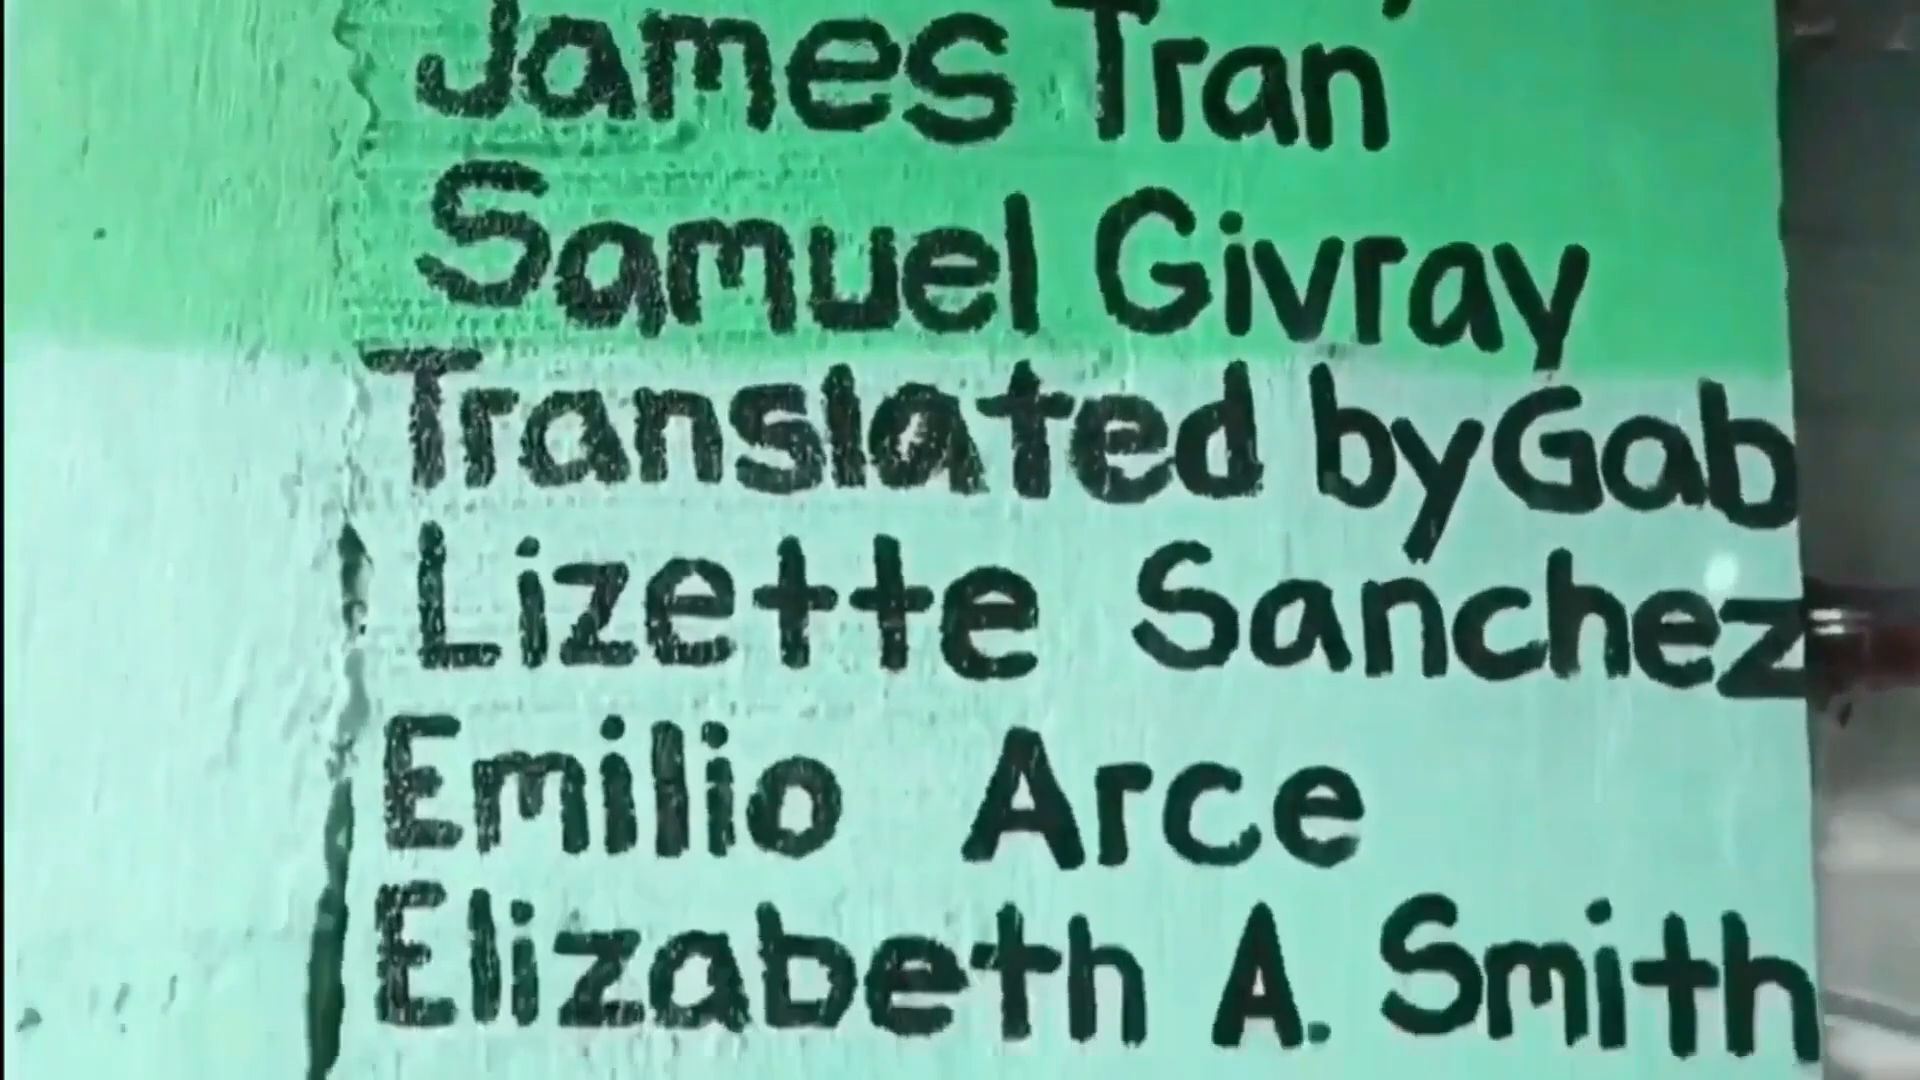 James Tran
Samuel Givray
Translated by Gab
Lizette Sanchez
Emilio Arce
Elizabeth A. Smith